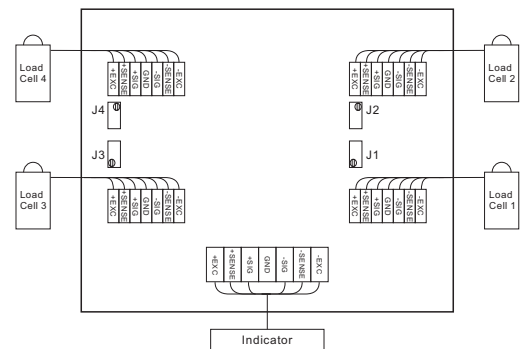 Load
Cell 4
+EXC
+SENSE
+SIG
GND
-SIG
-SENSE
-EXC
+EXC
+SENSE
+SIG
GND
-SIG
-SENSE
-EXC
Load
Cell 2
J4
J2
J3
J1
Load
Cell 3
+EXC
+SENSE
+SIG
GND
-SIG
-SENSE
-EXC
+EXC
+SENSE
+SIG
GND
-SIG
-SENSE
-EXC
Load
Cell 1
+EXC
+SENSE
+SIG
GND
-SIG
-SENSE
-EXC
Indicator